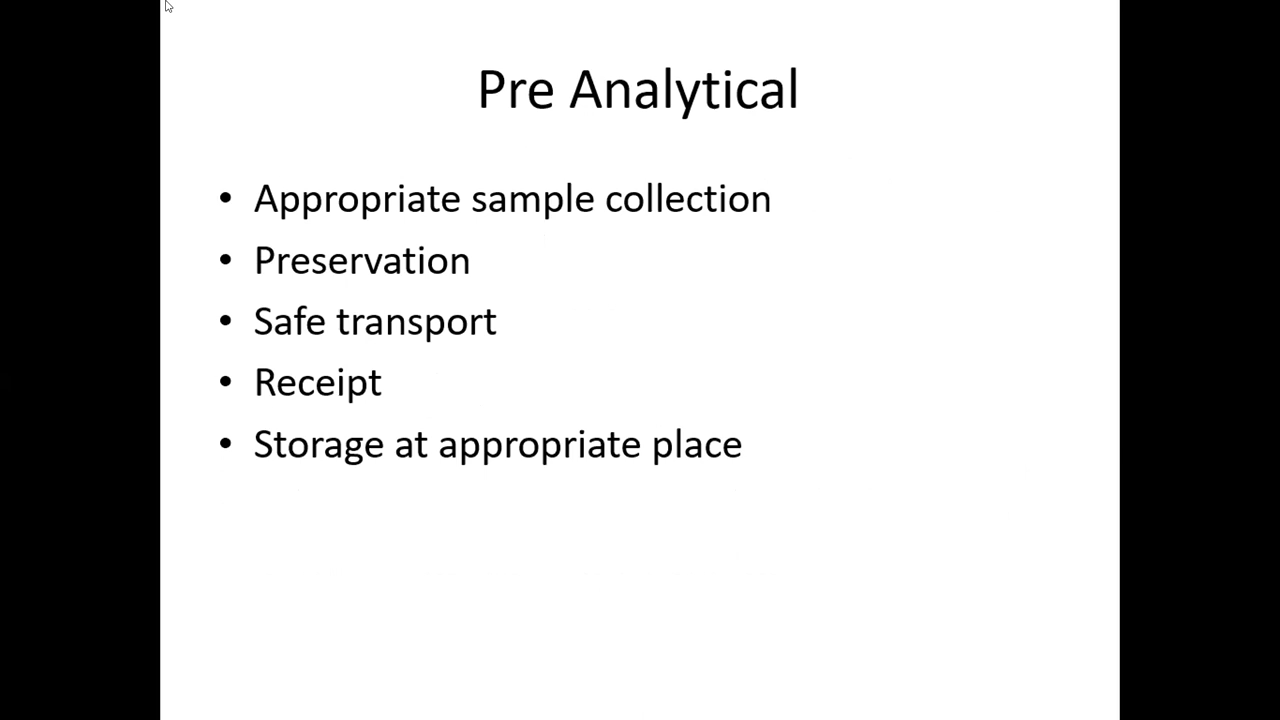 Pre Analytical
• Appropriate sample collection
• Preservation
• Safe transport
• Receipt
• Storage at appropriate place